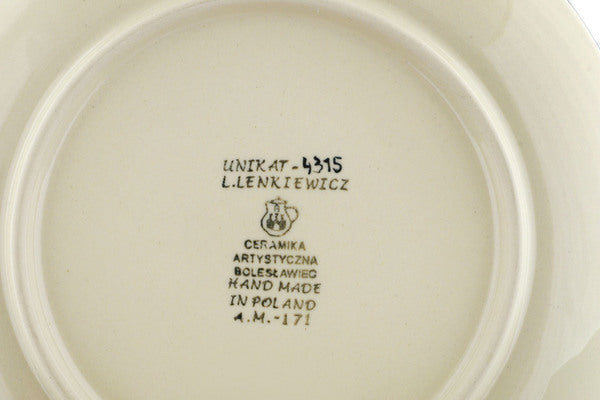 UNIKAT-4315
L.LENKIEWICZ
CERAMIKA
ARTYSTYCZNA
BOLESŁAWIEC
HAND MADE
IN POLAND
A.M.-171